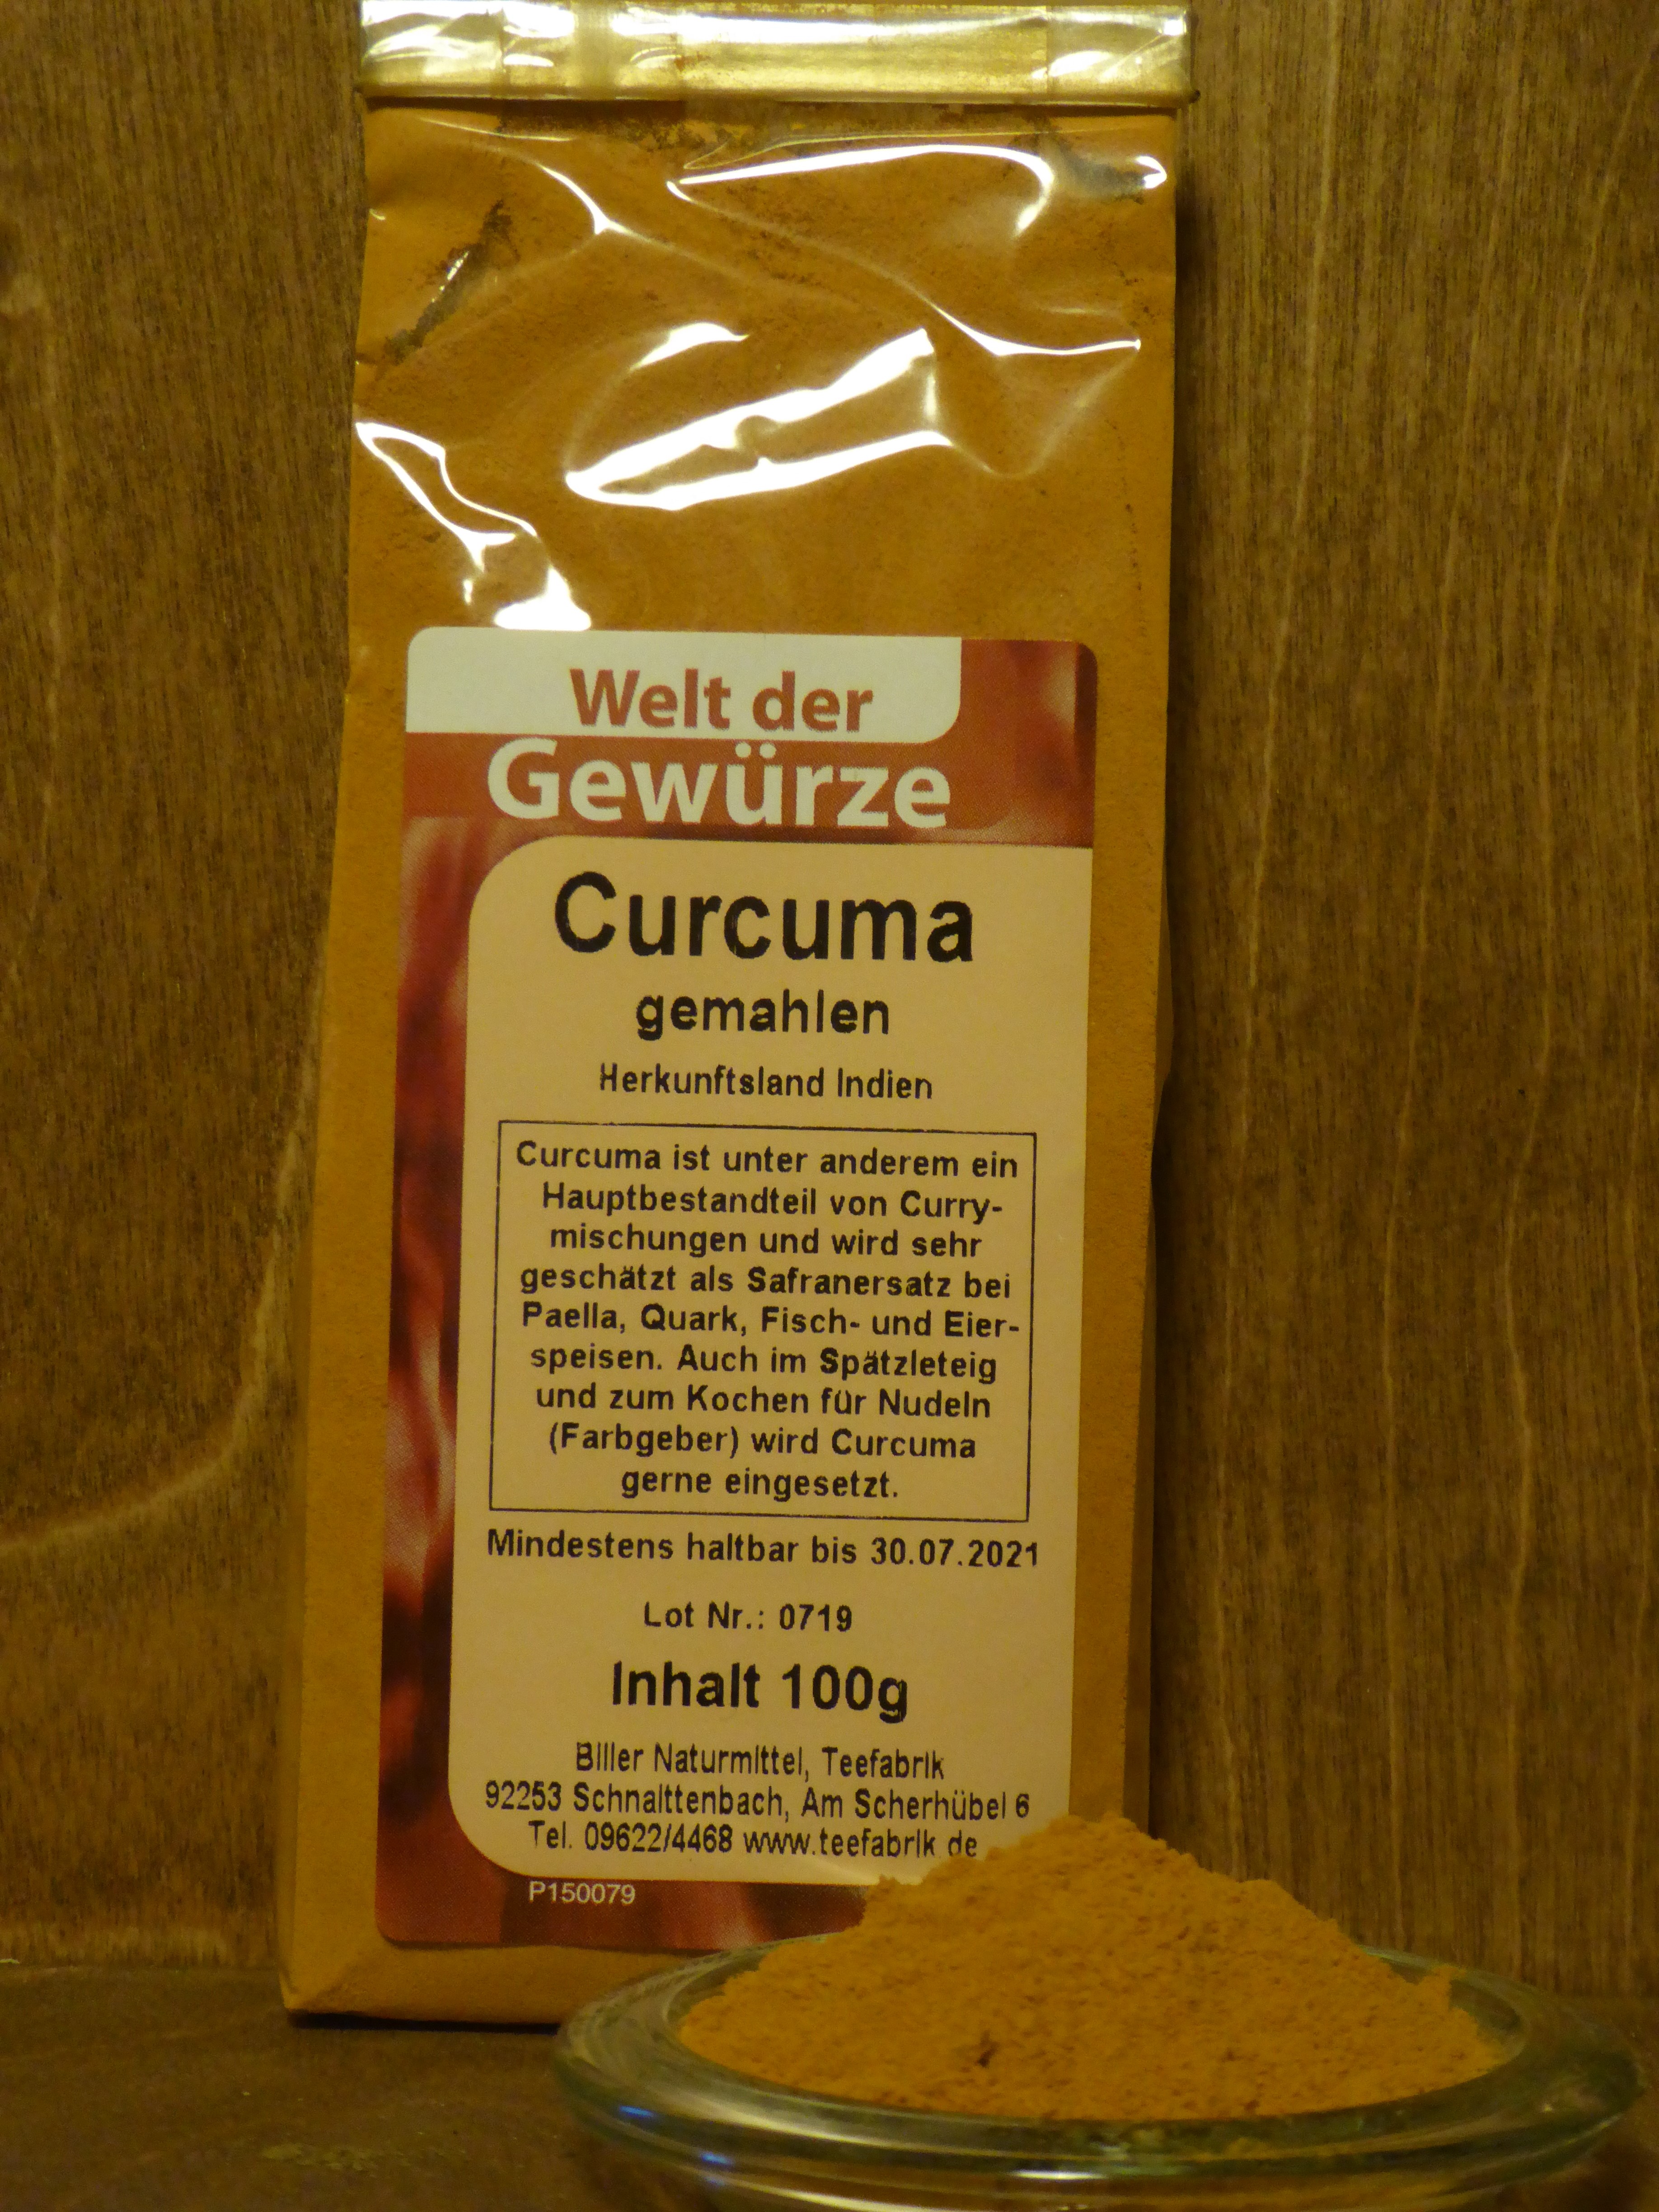 Welt der
Gewürze
Curcuma
gemahlen
Herkunftsland Indien
Curcuma ist unter anderem ein
Hauptbestandteil von Curry-
mischungen und wird sehr
geschätzt als Safranersatz bei
Paella, Quark, Fisch- und Eier-
speisen. Auch im Spätzleteig
und zum Kochen für Nudeln
(Farbgeber) wird Curcuma
gerne eingesetzt.
Mindestens haltbar bis 30.07.2021
Lot Nr.: 0719
Inhalt 100g
Biller Naturmittel, Teefabrik
92253 Schnaittenbach, Am Scherhübel 6
Tel. 09622/4468 www.teefabrik.de
P150079